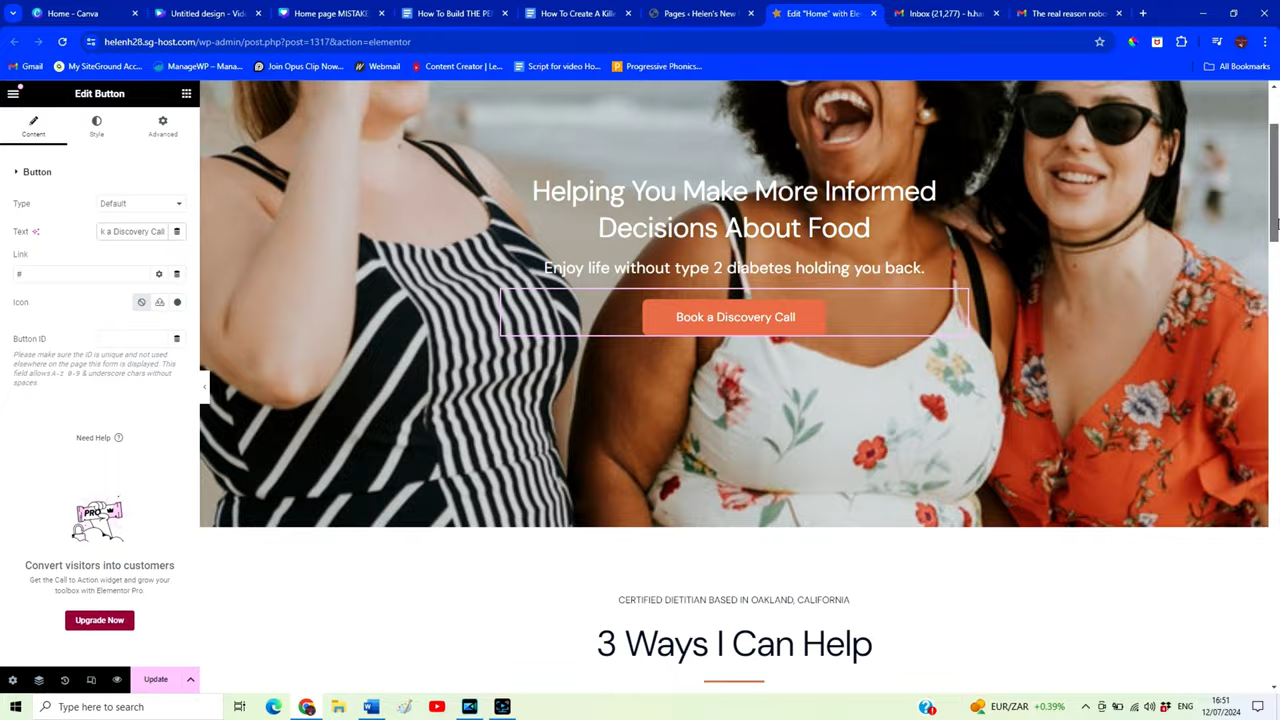 Home - Canva
Untitled design - Vide
Home page MISTAKE
How To Build THE PE
How To Create A Kille
Pages ‹ Helen's New
Edit "Home" with Ele
Inbox (21,277) - h.ha
The real reason nobo
helenh28.sg-host.com/wp-admin/post.php?post=1317&action=elementor
Gmail
My SiteGround Acc...
ManageWP – Mana...
Join Opus Clip Now...
Webmail
Content Creator | Le...
Script for video Ho...
Progressive Phonics...
All Bookmarks
Edit Button
Content
Style
Advanced
Button
Type
Default
Text
k a Discovery Call
Link
#
Icon
Button ID
Please make sure the ID is unique and not used
elsewhere on the page this form is displayed. This
field allows A-z 0-9 & underscore chars without
spaces.
Need Help
?
PRO
Convert visitors into customers
Get the Call to Action widget and grow your
toolbox with Elementor Pro.
Upgrade Now
Update
Helping You Make More Informed
Decisions About Food
Enjoy life without type 2 diabetes holding you back.
Book a Discovery Call
CERTIFIED DIETITIAN BASED IN OAKLAND, CALIFORNIA
3 Ways I Can Help
Type here to search
EUR/ZAR
+0.39%
ENG
16:51
12/07/2024